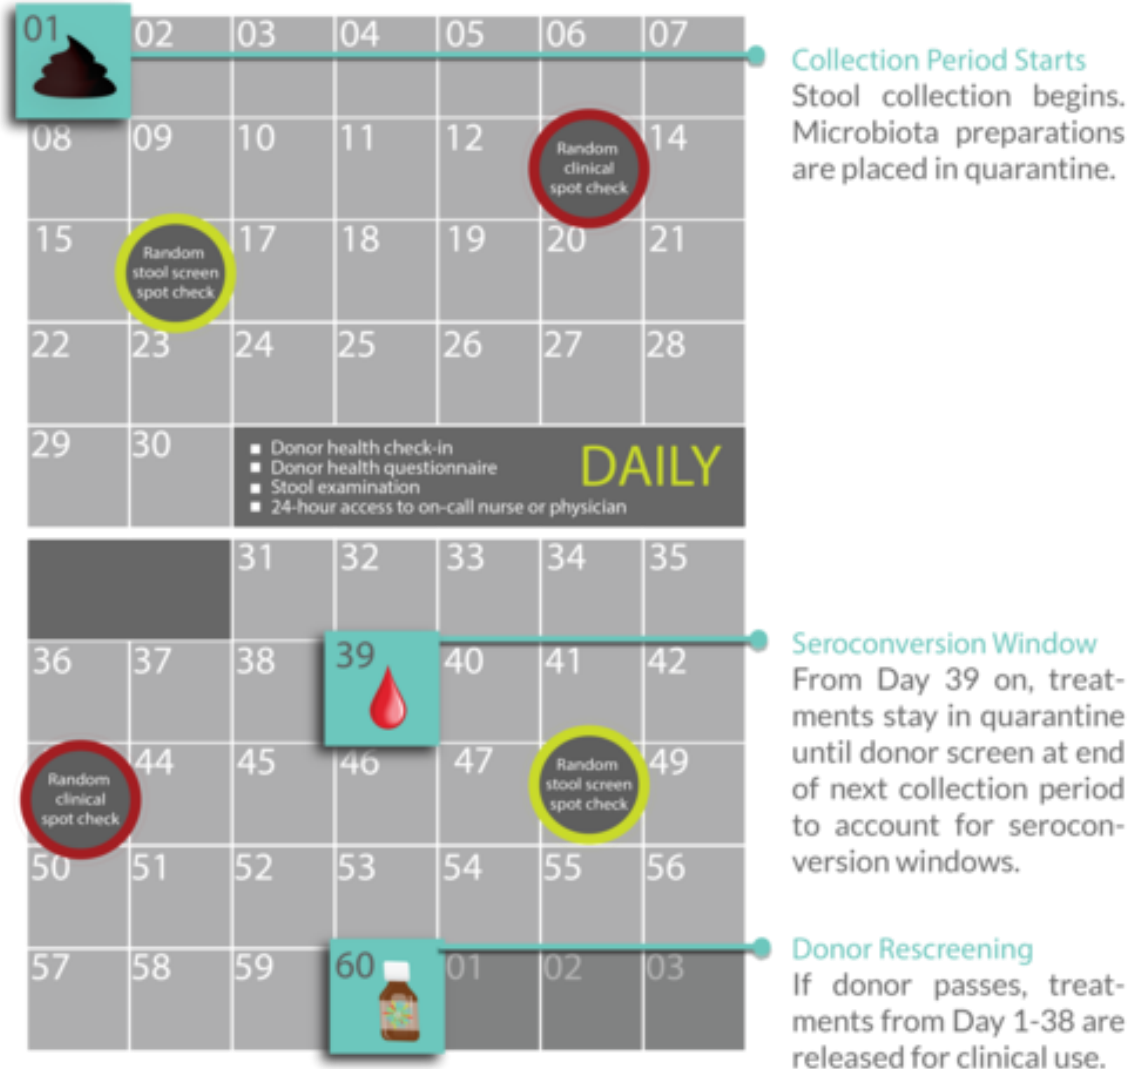 01 02 03 04 05 06 07
Collection Period Starts
Stool collection begins.
Microbiota preparations
are placed in quarantine.
08 09 10 11 12 14
Random
clinical
spot check
15 17 18 19 20 21
Random
stool screen
spot check
22 23 24 25 26 27 28
29 30
Donor health check-in
Donor health questionnaire
Stool examination
24-hour access to on-call nurse or physician
DAILY
31 32 33 34 35
36 37 38 39 40 41 42
Seroconversion Window
From Day 39 on, treat-
ments stay in quarantine
until donor screen at end
of next collection period
to account for serocon-
version windows.
Random
clinical
spot check
44 45 46 47 49
Random
stool screen
spot check
50 51 52 53 54 55 56
57 58 59 60 01 02 03
Donor Rescreening
If donor passes, treat-
ments from Day 1-38 are
released for clinical use.